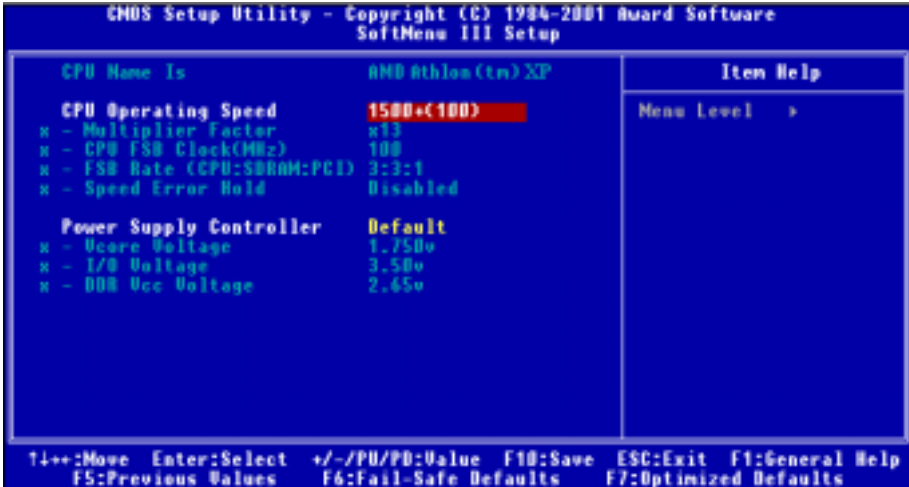 CMOS Setup Utility - Copyright (C) 1984-2001 Award Software
SoftMenu III Setup
CPU Name Is AMD Athlon(tm) XP
Item Help
CPU Operating Speed 1500+(100)
Menu Level ▸
x - Multiplier Factor x13
x - CPU FSB Clock(MHz) 100
x - FSB Rate (CPU:SDRAM:PCI) 3:3:1
x - Speed Error Hold Disabled
Power Supply Controller Default
x - Vcore Voltage 1.750v
x - I/O Voltage 3.50v
x - DDR Vcc Voltage 2.65v
↑↓→←:Move Enter:Select +/-/PU/PD:Value F10:Save ESC:Exit F1:General Help
F5:Previous Values F6:Fail-Safe Defaults F7:Optimized Defaults